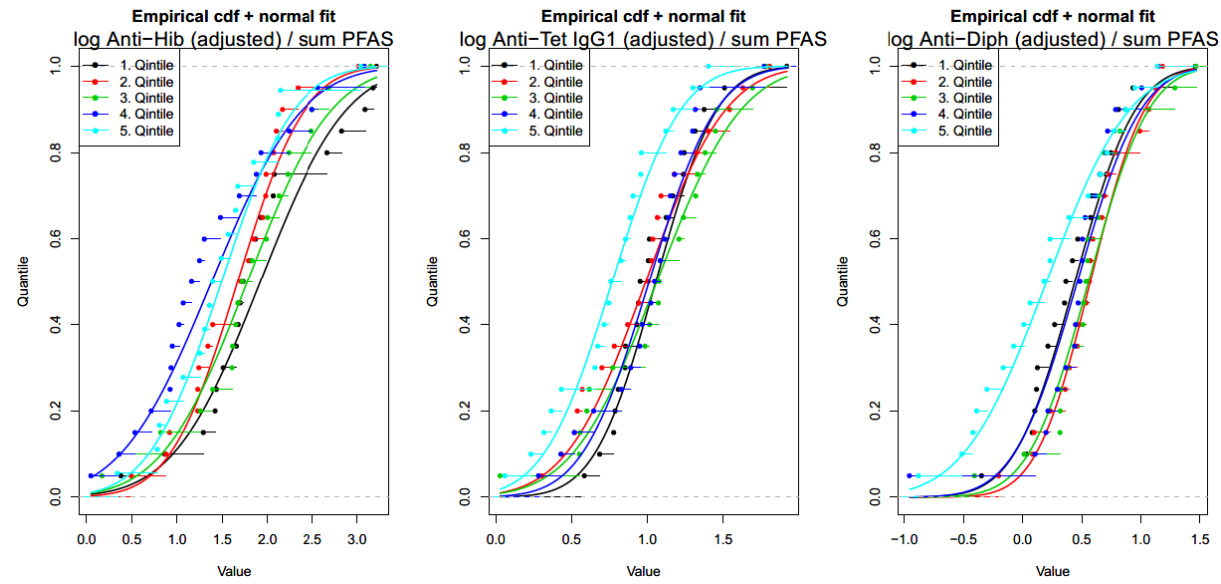 Empirical cdf + normal fit
log Anti−Hib (adjusted) / sum PFAS
1. Qintile
2. Qintile
3. Qintile
4. Qintile
5. Qintile
Quantile
1.0
0.8
0.6
0.4
0.2
0.0
0.0 0.5 1.0 1.5 2.0 2.5 3.0
Value
Empirical cdf + normal fit
log Anti−Tet IgG1 (adjusted) / sum PFAS
1. Qintile
2. Qintile
3. Qintile
4. Qintile
5. Qintile
Quantile
1.0
0.8
0.6
0.4
0.2
0.0
0.0 0.5 1.0 1.5
Value
Empirical cdf + normal fit
log Anti−Diph (adjusted) / sum PFAS
1. Qintile
2. Qintile
3. Qintile
4. Qintile
5. Qintile
Quantile
1.0
0.8
0.6
0.4
0.2
0.0
−1.0 −0.5 0.0 0.5 1.0 1.5
Value